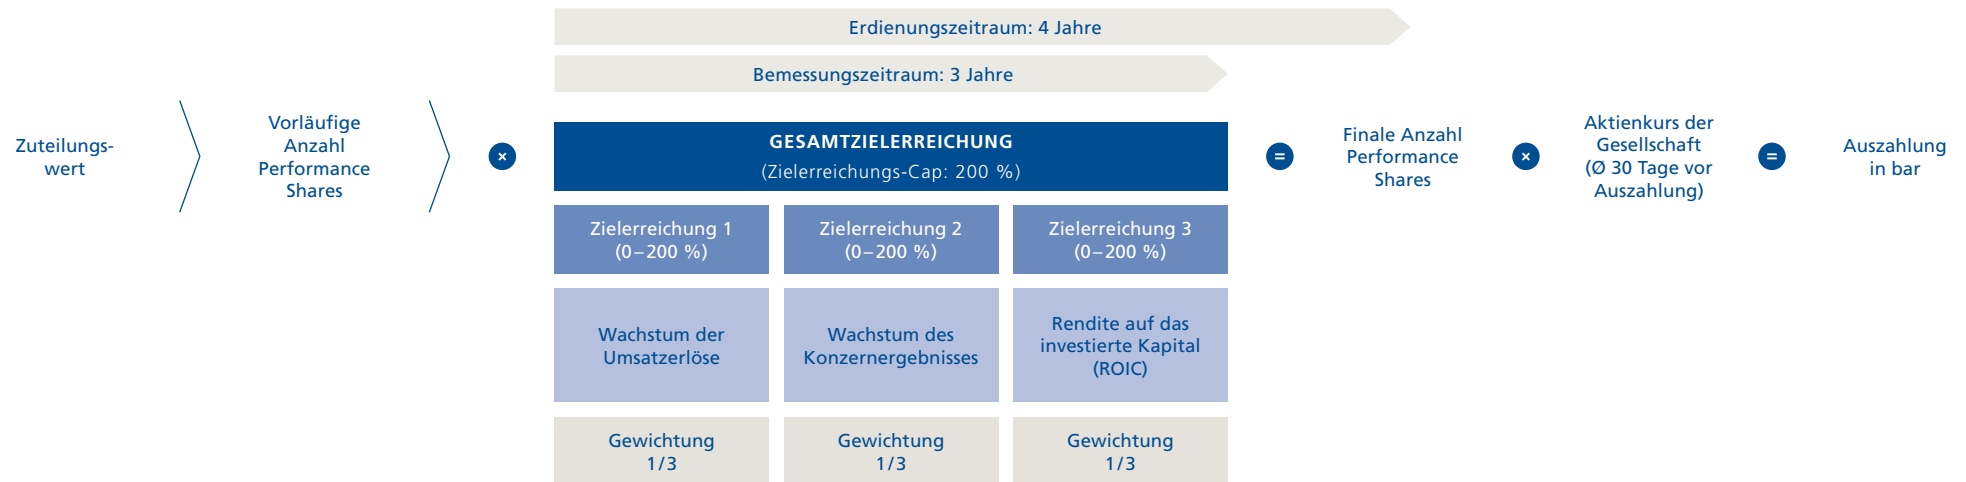 Erdienungszeitraum: 4 Jahre
Bemessungszeitraum: 3 Jahre
Zuteilungs-
wert
Vorläufige
Anzahl
Performance
Shares
×
GESAMTZIELERREICHUNG
(Zielerreichungs-Cap: 200 %)
=
Finale Anzahl
Performance
Shares
×
Aktienkurs der
Gesellschaft
(Ø 30 Tage vor
Auszahlung)
=
Auszahlung
in bar
Zielerreichung 1
(0–200 %)
Zielerreichung 2
(0–200 %)
Zielerreichung 3
(0–200 %)
Wachstum der
Umsatzerlöse
Wachstum des
Konzernergebnisses
Rendite auf das
investierte Kapital
(ROIC)
Gewichtung
1/3
Gewichtung
1/3
Gewichtung
1/3